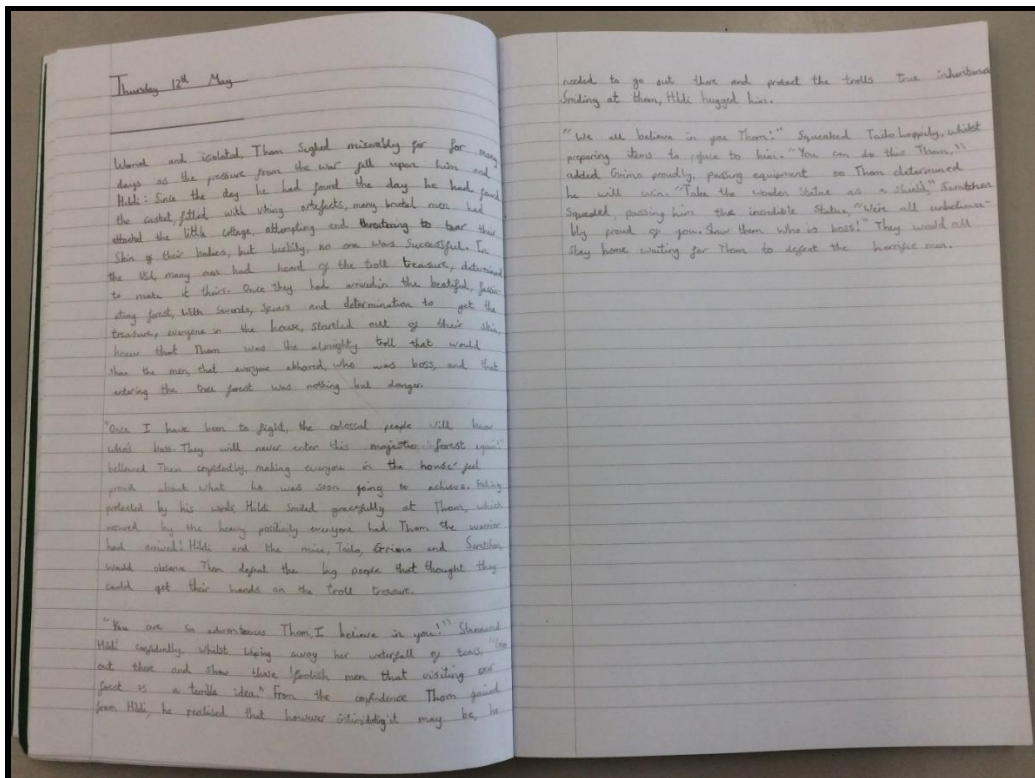 Thursday 12th May
Worried and isolated, Thom Sighed miserably for for many
days as the pressure from the war fell upon him and
Hildi: Since the day he had found the day he had found
the casket, filled with viking artefacts, many brutal men had
attacked the little cottage, attempting and threatening to tear their
Skin of their bodies, but luckily, no one was successful. In
the many men had heard of the troll treasure, determined
to make it theirs. Once they had arrived in the beatiful, fascin-
ating forest, with Swords, Spears and determination to get the
treasure, everyone in the house, startled out of their skin,
knew that Thom was the almighty troll that would
show the men, that everyone abhored, who was boss, and that
entering the tree forest was nothing but danger.
"Once I have been to fight, the colossal people will know
who's boss. They will never enter this majestic forest again!"
bellowed Thom confidently, making everyone in the house feel
proud about what he was soon going to achieve. Feeling
protected by his words, Hildi Smiled gracefully at Thom, which
by the heavy positivity everyone had Thom the warrior
had arrived! Hildi and the mice, Tailo, Grimo and
would observe Thom defeat the big people that thought they
could get their hands on the troll treasure.
"You are so adventurous Thom, I believe in you!"
Hildi confidently, whilst wiping away her waterfall of tears. "Go
out there and show those foolish men that visiting our
forest is a terrible idea." From the confidence Thom gained
from Hildi, he realised that however it may be, he
needed to go out there and protect the trolls true
Smiling at thom, Hildi hugged him.
"We all believe in you Thom!" Squeaked Tailo happily, whilst
preparing items to to him. "You can do this Thom,"
added Grimo proudly, passing equipment so Thom determined
he will win. "Take the wooden Statue as a shield,"
Squealed, passing him the incredible Statue, "We're all unbelievea-
bly proud of you. Show them who is boss!" They would all
Stay home waiting for Thom to defeat the horrific men.